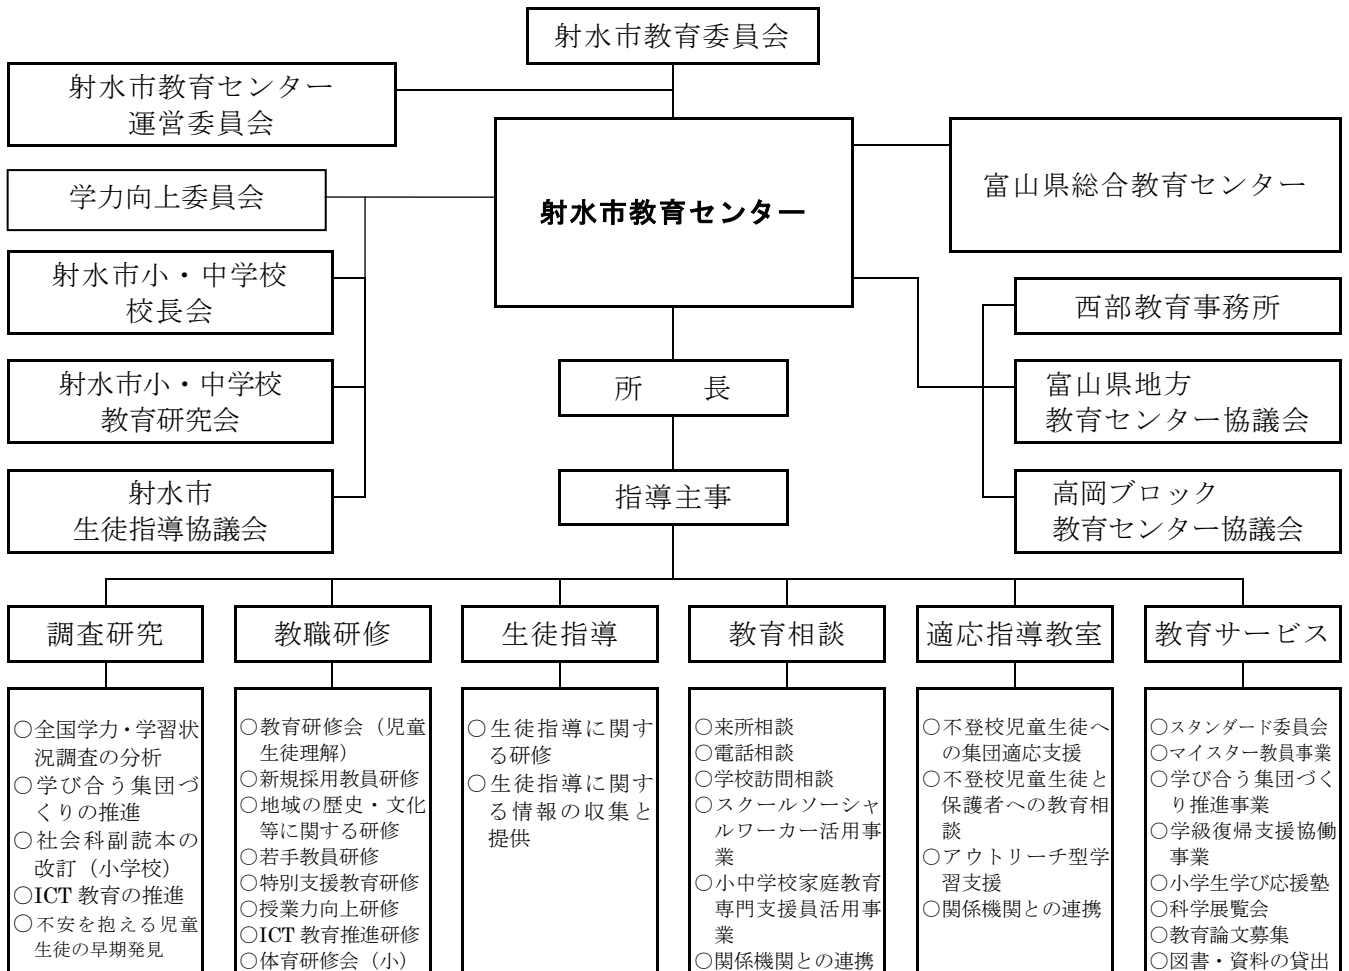 射水市教育委員会
射水市教育センター
運営委員会
学力向上委員会
射水市教育センター
富山県総合教育センター
射水市小・中学校
校長会
西部教育事務所
射水市小・中学校
教育研究会
所　　長
富山県地方
教育センター協議会
射水市
生徒指導協議会
指導主事
高岡ブロック
教育センター協議会
調査研究
教職研修
生徒指導
教育相談
適応指導教室
教育サービス
○全国学力・学習状
況調査の分析
○学び合う集団づ
くりの推進
○社会科副読本の
改訂（小学校）
○ICT 教育の推進
○不安を抱える児童
生徒の早期発見
○教育研修会（児童
生徒理解）
○新規採用教員研修
○地域の歴史・文化
等に関する研修
○若手教員研修
○特別支援教育研修
○授業力向上研修
○ICT 教育推進研修
○体育研修会（小）
○生徒指導に関す
る研修
○生徒指導に関す
る情報の収集と
提供
○来所相談
○電話相談
○学校訪問相談
○スクールソーシャ
ルワーカー活用事
業
○小中学校家庭教育
専門支援員活用事
業
○関係機関との連携
○不登校児童生徒へ
の集団適応支援
○不登校児童生徒と
保護者への教育相
談
○アウトリーチ型学
習支援
○関係機関との連携
○スタンダード委員会
○マイスター教員事業
○学び合う集団づく
り推進事業
○学級復帰支援協働
事業
○小学生学び応援塾
○科学展覧会
○教育論文募集
○図書・資料の貸出